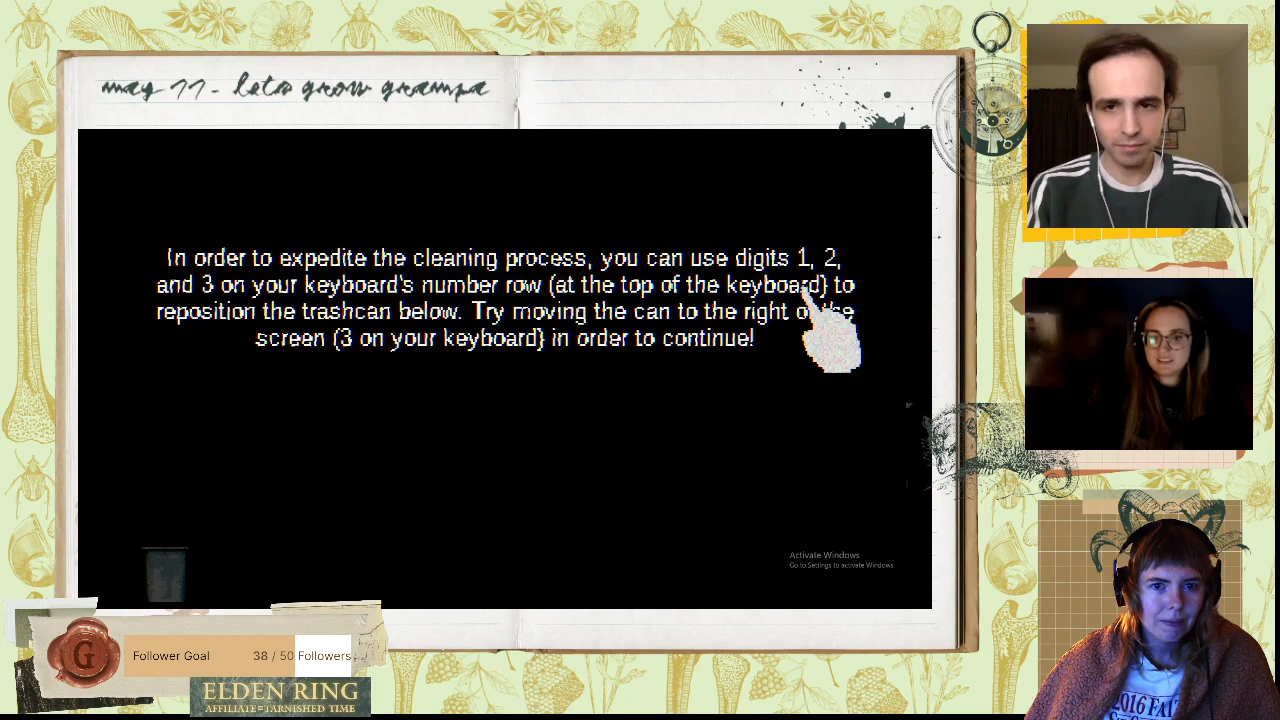 may 11 - lets grow grampa
In order to expedite the cleaning process, you can use digits 1, 2,
and 3 on your keyboard's number row (at the top of the keyboard) to
reposition the trashcan below. Try moving the can to the right of the
screen (3 on your keyboard) in order to continue!
Activate Windows
Go to Settings to activate Windows
G
Follower Goal 38 / 50 Followers
ELDEN RING
AFFILIATE=TARNISHED TIME
2016